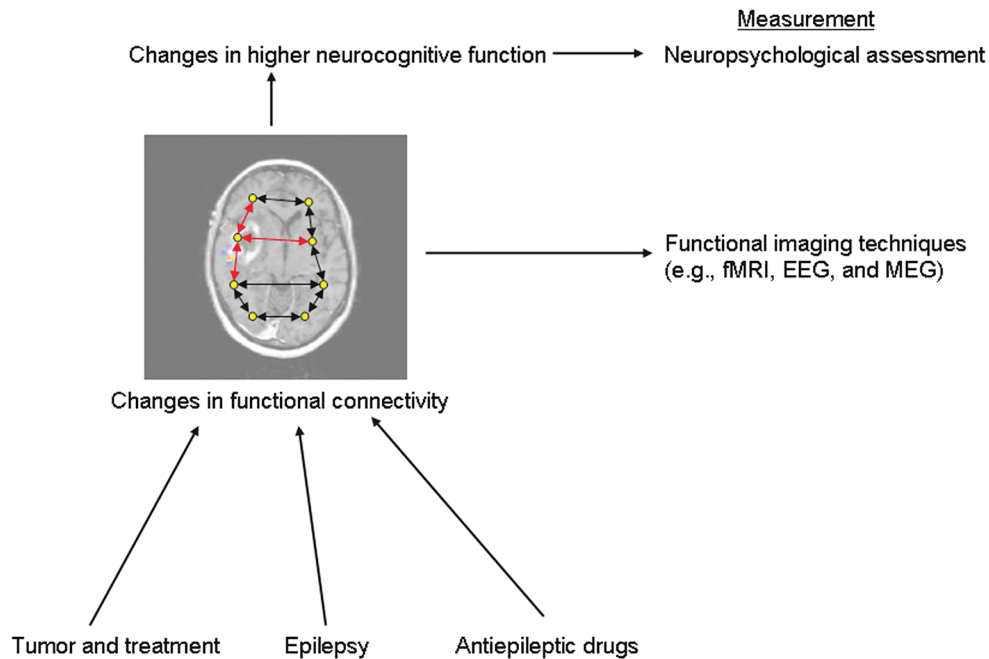 Measurement
Changes in higher neurocognitive function
Neuropsychological assessment
Functional imaging techniques
(e.g., fMRI, EEG, and MEG)
Changes in functional connectivity
Tumor and treatment
Epilepsy
Antiepileptic drugs